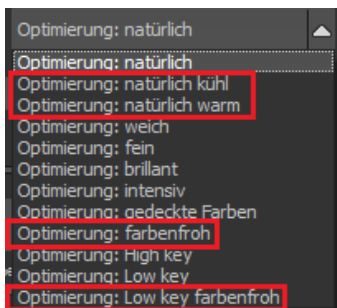 Optimierung: natürlich
Optimierung: natürlich
Optimierung: natürlich kühl
Optimierung: natürlich warm
Optimierung: weich
Optimierung: fein
Optimierung: brillant
Optimierung: intensiv
Optimierung: gedeckte Farben
Optimierung: farbenfroh
Optimierung: High key
Optimierung: Low key
Optimierung: Low key farbenfroh